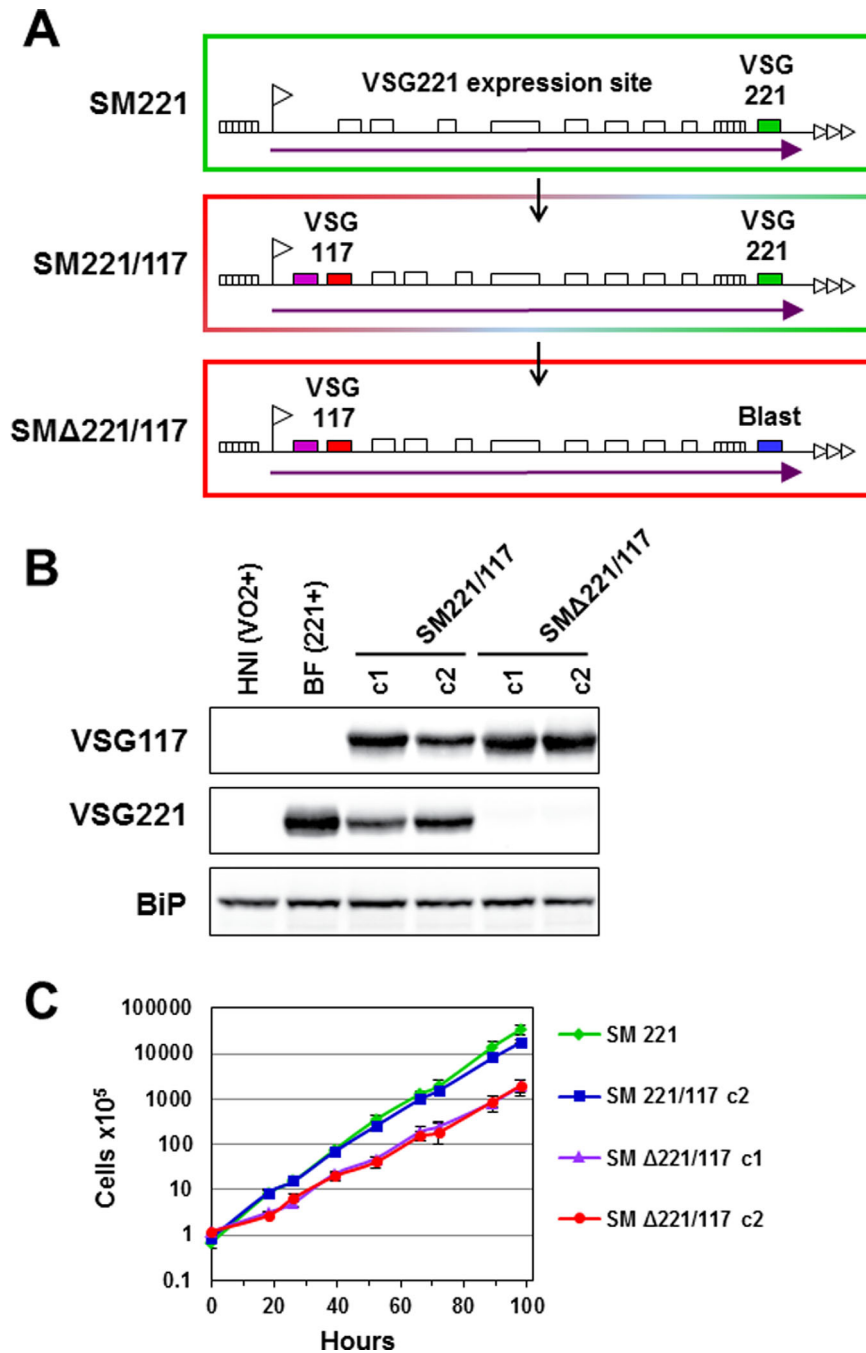 A
SM221
VSG221 expression site
VSG
221
SM221/117
VSG
117
VSG
221
SMΔ221/117
VSG
117
Blast
B
HNI (VO2+)
BF (221+)
SM221/117
SMΔ221/117
c1
c2
c1
c2
VSG117
VSG221
BiP
C
Cells x10⁵
100000
10000
1000
100
10
1
0.1
0
20
40
60
80
100
Hours
SM 221
SM 221/117 c2
SM Δ221/117 c1
SM Δ221/117 c2